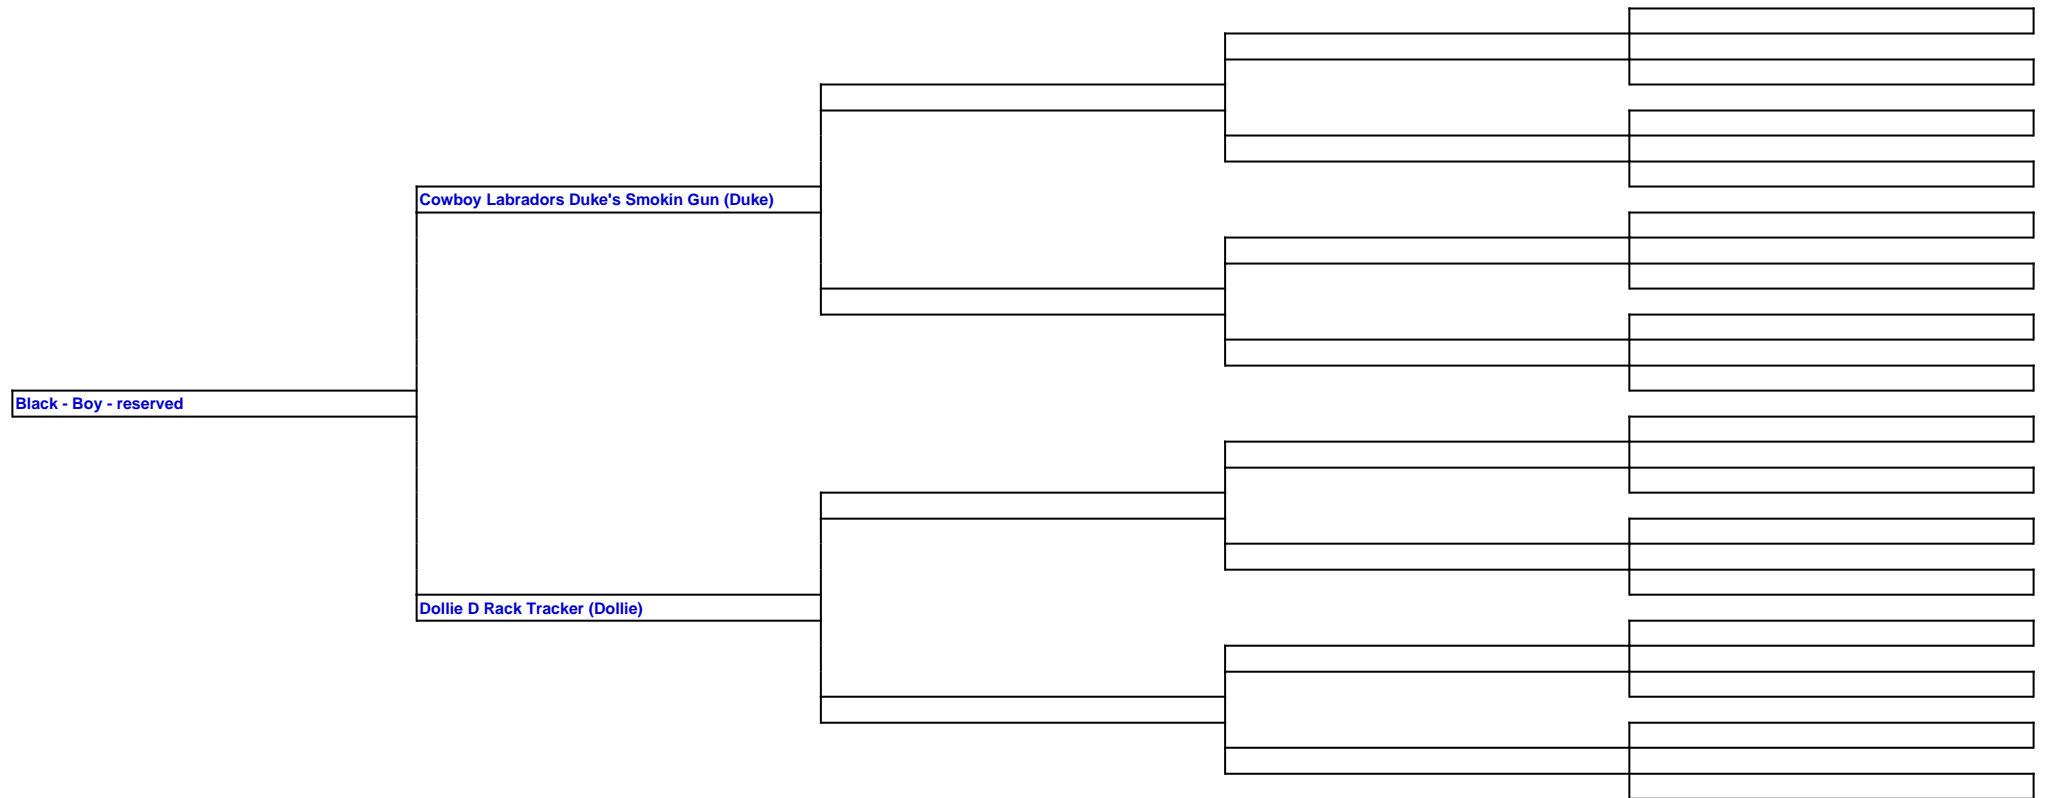 Cowboy Labradors Duke's Smokin Gun (Duke)
Black - Boy - reserved
Dollie D Rack Tracker (Dollie)